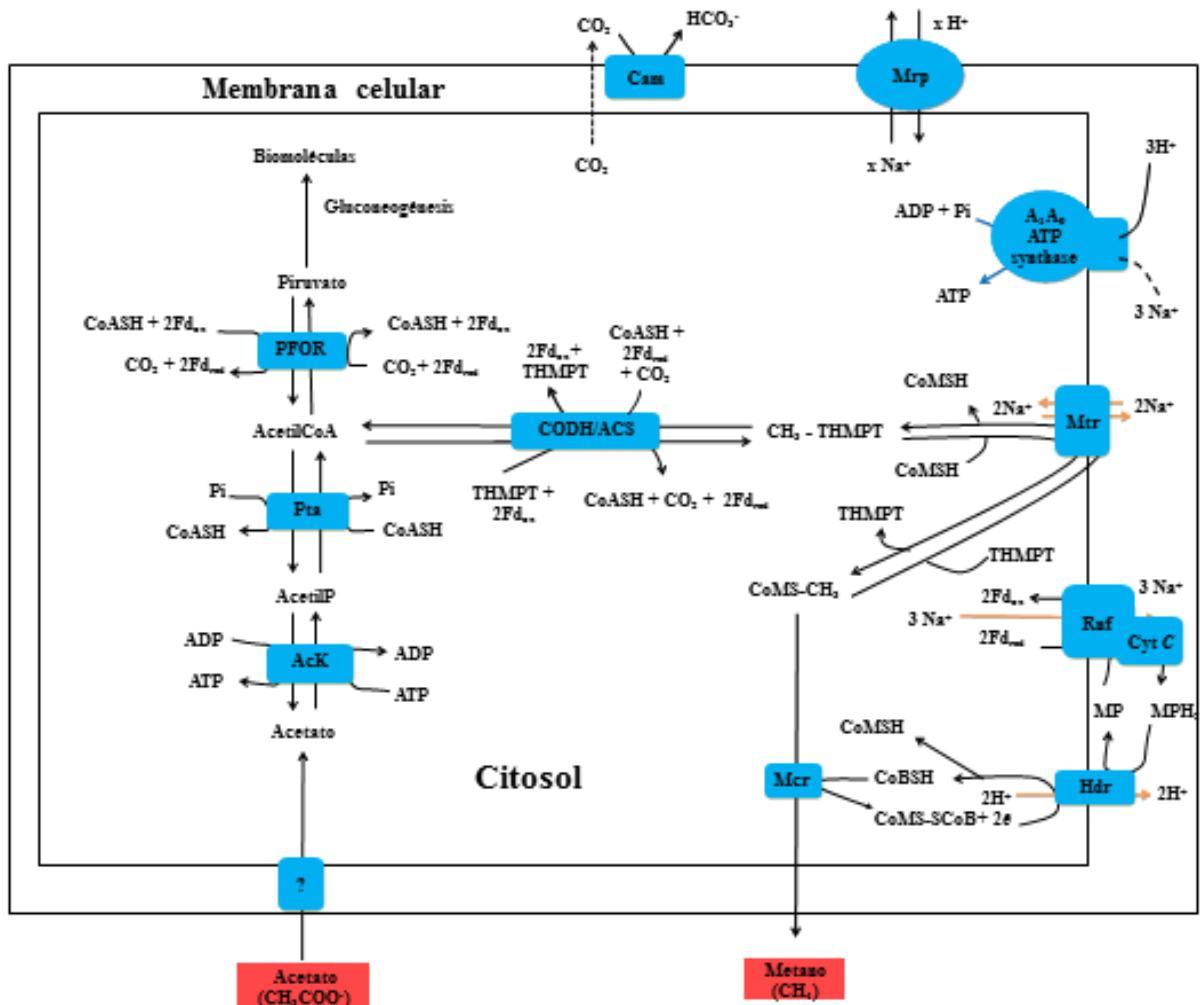 CO₂
HCO₃⁻
x H⁺
Cam
Mrp
Membrana celular
CO₂
x Na⁺
3H⁺
Biomoléculas
Gluconeogénesis
ADP + Pi
A₁A₀
ATP
synthase
ATP
3 Na⁺
Piruvato
CoASH + 2Fdₒₓ
CoASH + 2Fdₒₓ
PFOR
CO₂ + 2Fdred
CO₂ + 2Fdred
2Fdₒₓ +
THMPT
CoASH +
2Fdred
+ CO₂
CoMSH
2Na⁺
2Na⁺
Mtr
AcetilCoA
CODH/ACS
CH₃ - THMPT
CoMSH
THMPT +
2Fdₒₓ
CoASH + CO₂ + 2Fdred
Pi
Pi
Pta
CoASH
CoASH
THMPT
THMPT
AcetilP
CoMS-CH₃
2Fdₒₓ
3 Na⁺
3 Na⁺
Rnf
Cyt C
2Fdred
ADP
ADP
AcK
ATP
ATP
MP
MPH₂
Acetato
CoMSH
Citosol
Mcr
CoBSH
Hdr
2H⁺
2H⁺
CoMS-SCoB+ 2é
?
Acetato
(CH₃COO⁻)
Metano
(CH₄)